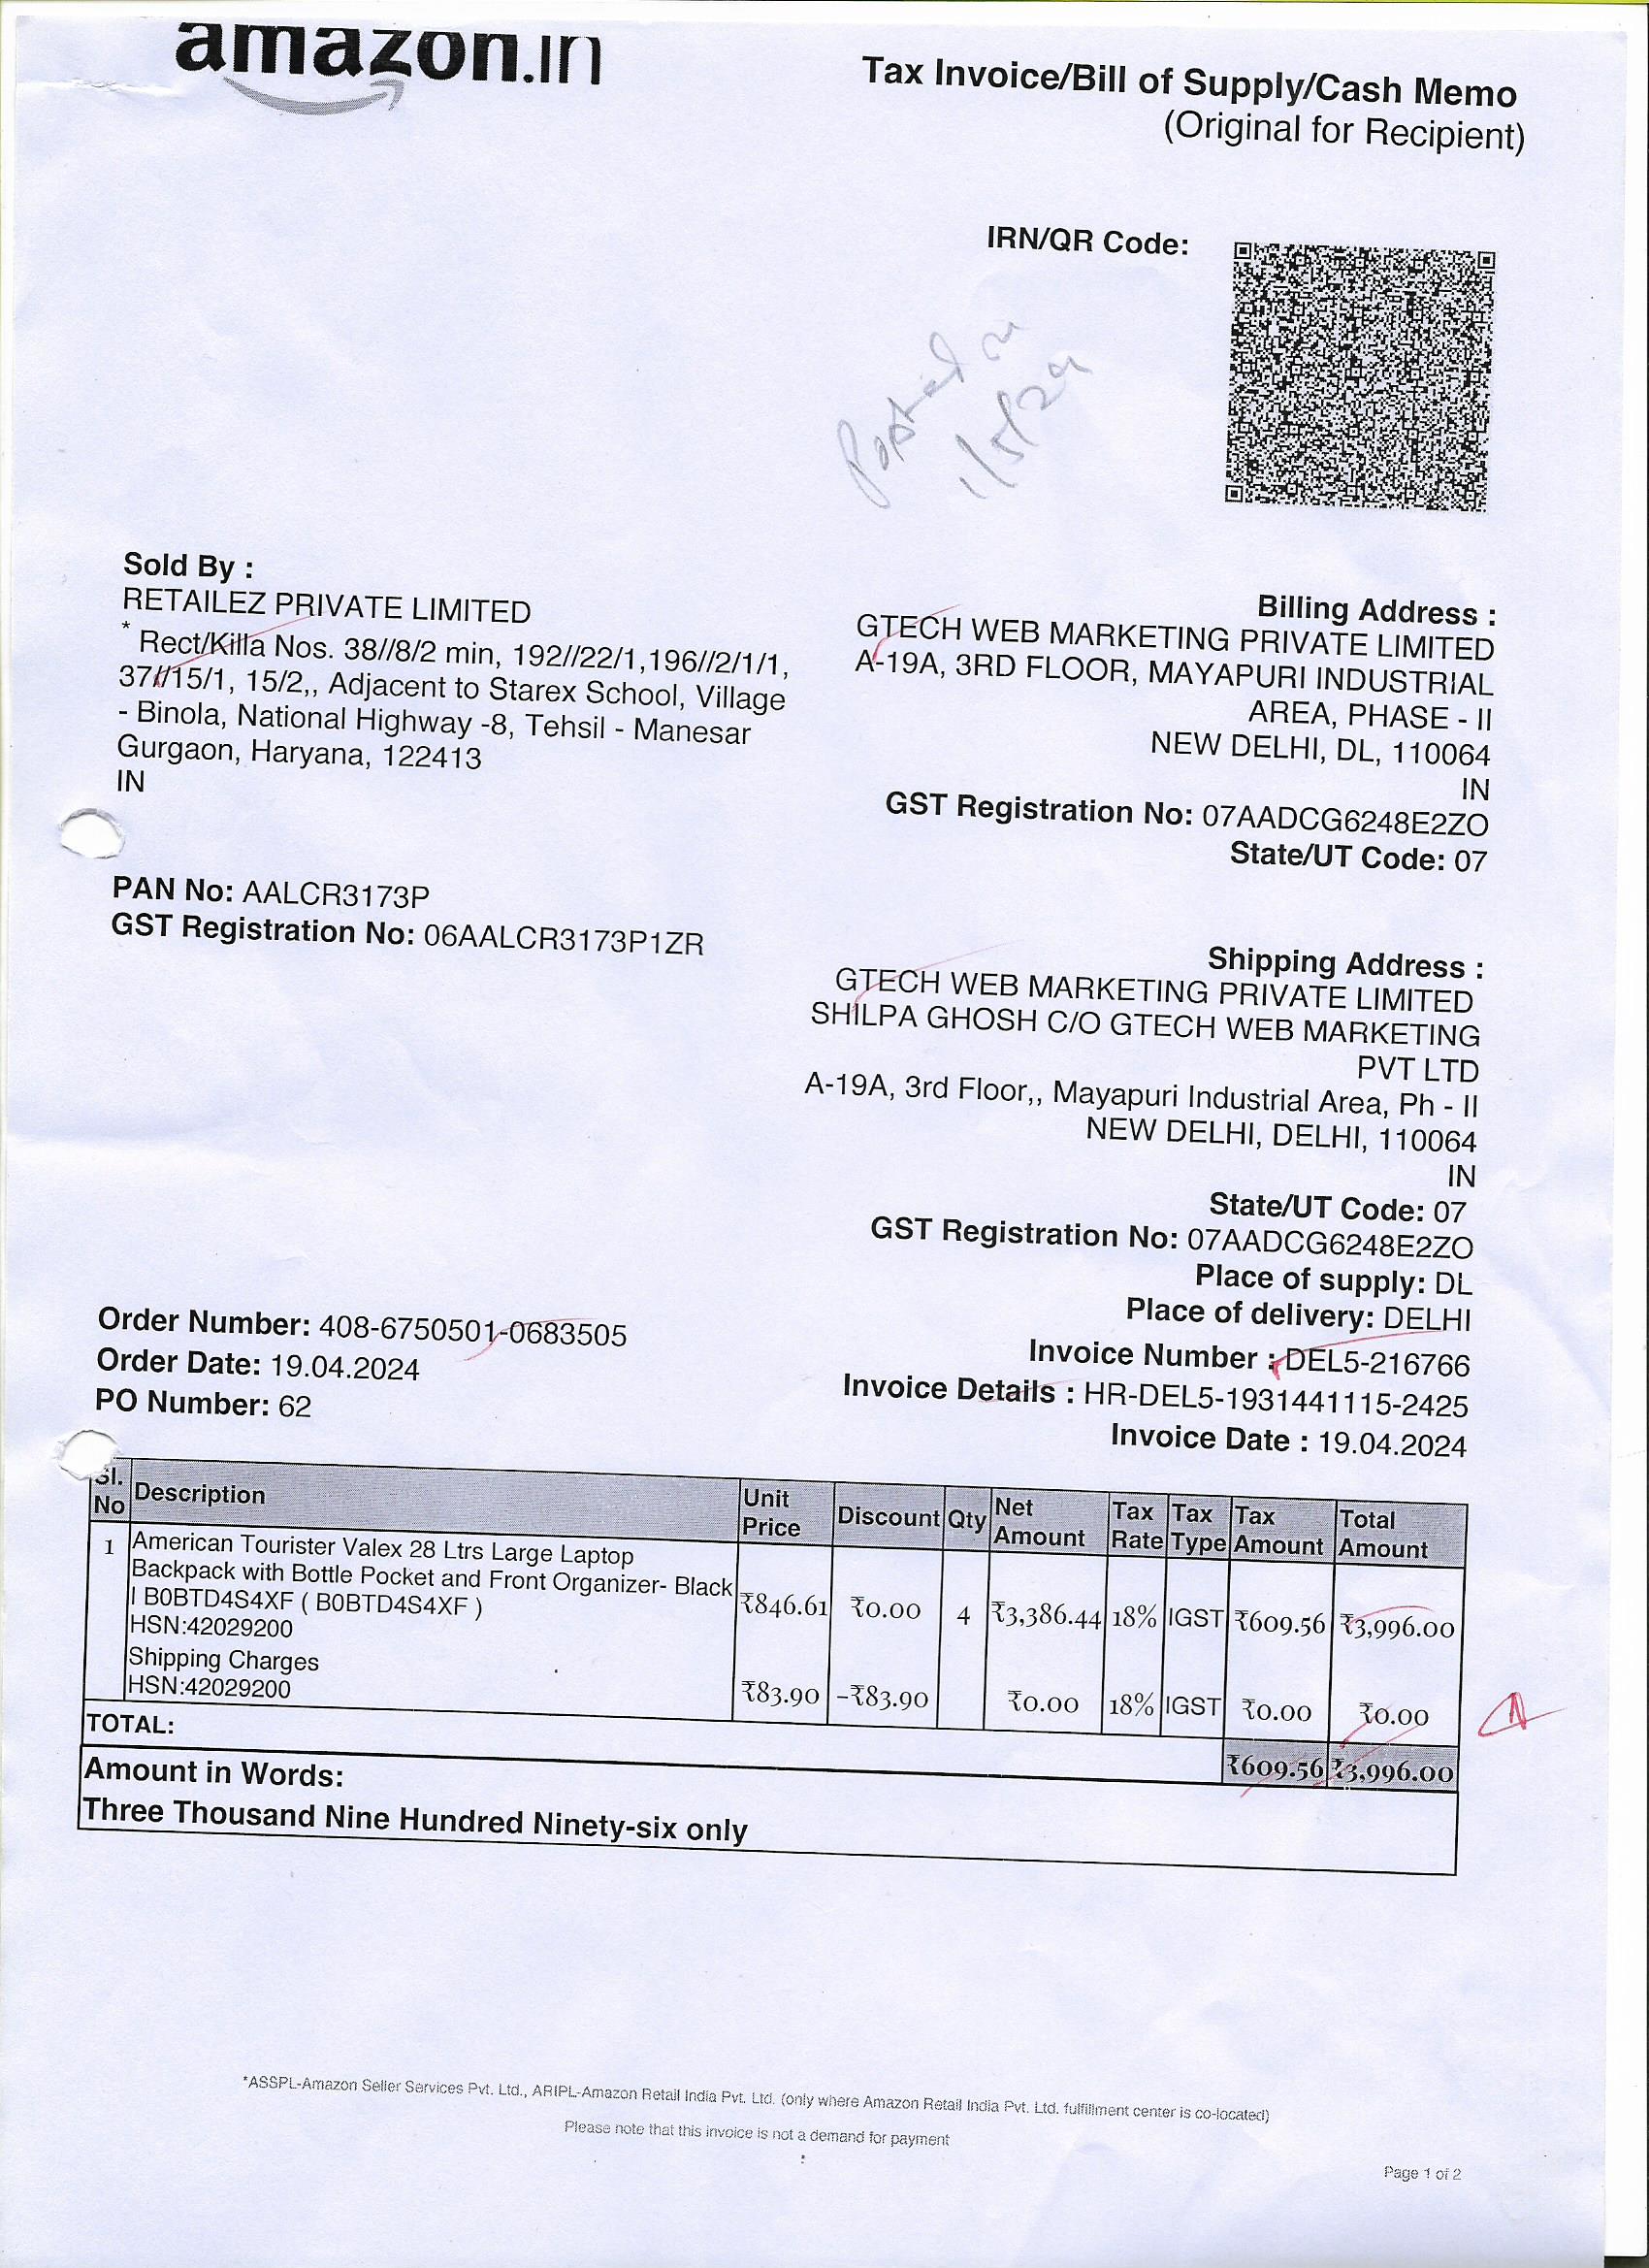 amazon.in
Tax Invoice/Bill of Supply/Cash Memo
(Original for Recipient)
IRN/QR Code:
Posted on
1/5/24
Sold By :
RETAILEZ PRIVATE LIMITED
* Rect/Killa Nos. 38//8/2 min, 192//22/1,196//2/1/1,
37//15/1, 15/2,, Adjacent to Starex School, Village
- Binola, National Highway -8, Tehsil - Manesar
Gurgaon, Haryana, 122413
IN
PAN No: AALCR3173P
GST Registration No: 06AALCR3173P1ZR
Billing Address :
GTECH WEB MARKETING PRIVATE LIMITED
A-19A, 3RD FLOOR, MAYAPURI INDUSTRIAL
AREA, PHASE - II
NEW DELHI, DL, 110064
IN
GST Registration No: 07AADCG6248E2ZO
State/UT Code: 07
Shipping Address :
GTECH WEB MARKETING PRIVATE LIMITED
SHILPA GHOSH C/O GTECH WEB MARKETING
PVT LTD
A-19A, 3rd Floor,, Mayapuri Industrial Area, Ph - II
NEW DELHI, DELHI, 110064
IN
State/UT Code: 07
GST Registration No: 07AADCG6248E2ZO
Place of supply: DL
Place of delivery: DELHI
Order Number: 408-6750501-0683505
Order Date: 19.04.2024
PO Number: 62
Invoice Number : DEL5-216766
Invoice Details : HR-DEL5-1931441115-2425
Invoice Date : 19.04.2024
Sl. No Description Unit Price Discount Qty Net Amount Tax Rate Tax Type Tax Amount Total Amount
1 American Tourister Valex 28 Ltrs Large Laptop
Backpack with Bottle Pocket and Front Organizer- Black
| B0BTD4S4XF ( B0BTD4S4XF ) ₹846.61 ₹0.00 4 ₹3,386.44 18% IGST ₹609.56 ₹3,996.00
HSN:42029200
Shipping Charges
HSN:42029200 ₹83.90 -₹83.90 ₹0.00 18% IGST ₹0.00 ₹0.00
TOTAL: ₹609.56 ₹3,996.00
Amount in Words:
Three Thousand Nine Hundred Ninety-six only
*ASSPL-Amazon Seller Services Pvt. Ltd., ARIPL-Amazon Retail India Pvt. Ltd. (only where Amazon Retail India Pvt. Ltd. fulfillment center is co-located)
Please note that this invoice is not a demand for payment
Page 1 of 2